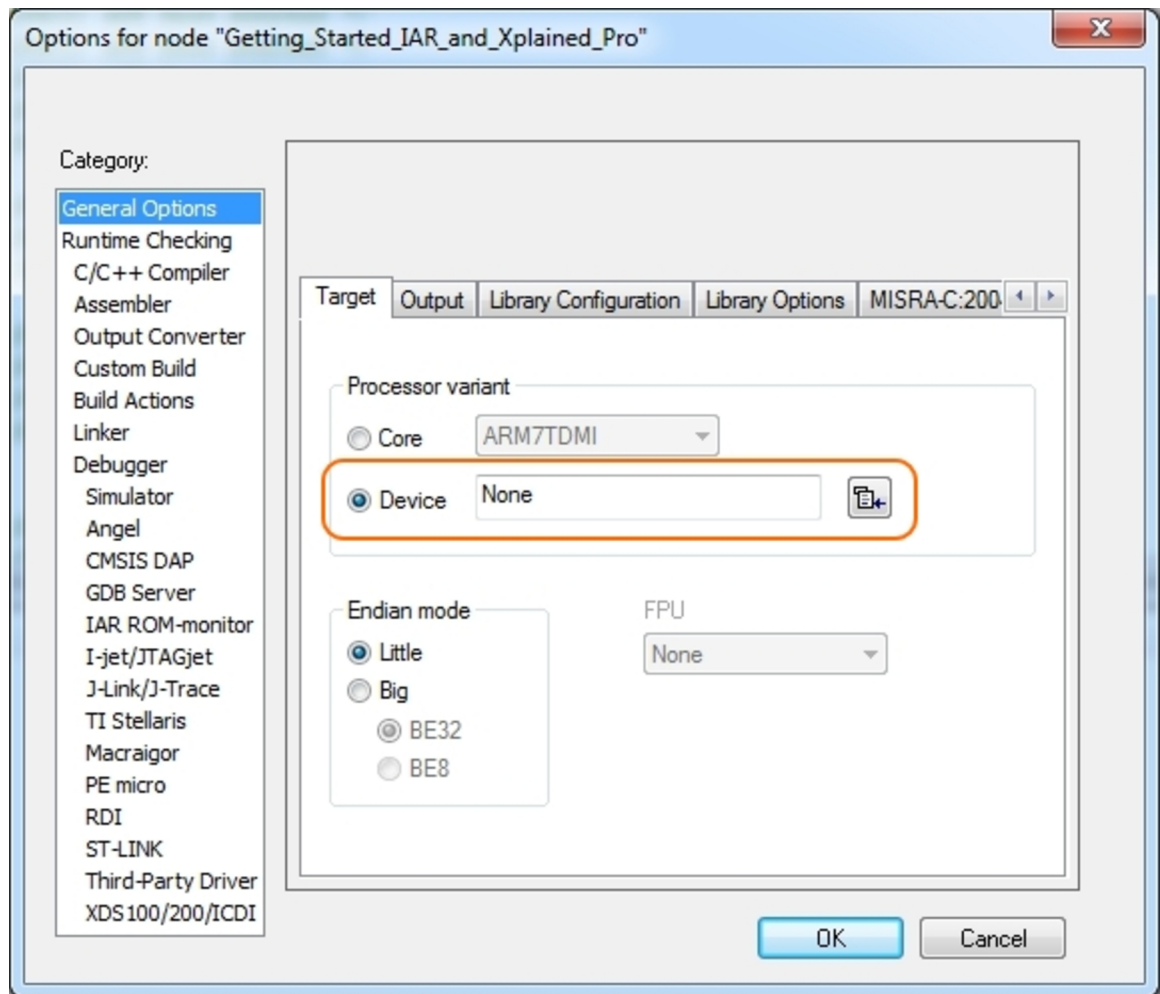 Options for node "Getting_Started_IAR_and_Xplained_Pro"
Category:
General Options
Runtime Checking
C/C++ Compiler
Assembler
Output Converter
Custom Build
Build Actions
Linker
Debugger
Simulator
Angel
CMSIS DAP
GDB Server
IAR ROM-monitor
I-jet/JTAGjet
J-Link/J-Trace
TI Stellaris
Macraigor
PE micro
RDI
ST-LINK
Third-Party Driver
XDS100/200/ICDI
Target Output Library Configuration Library Options MISRA-C:200
Processor variant
Core ARM7TDMI
Device None
Endian mode
Little
Big
BE32
BE8
FPU
None
OK Cancel